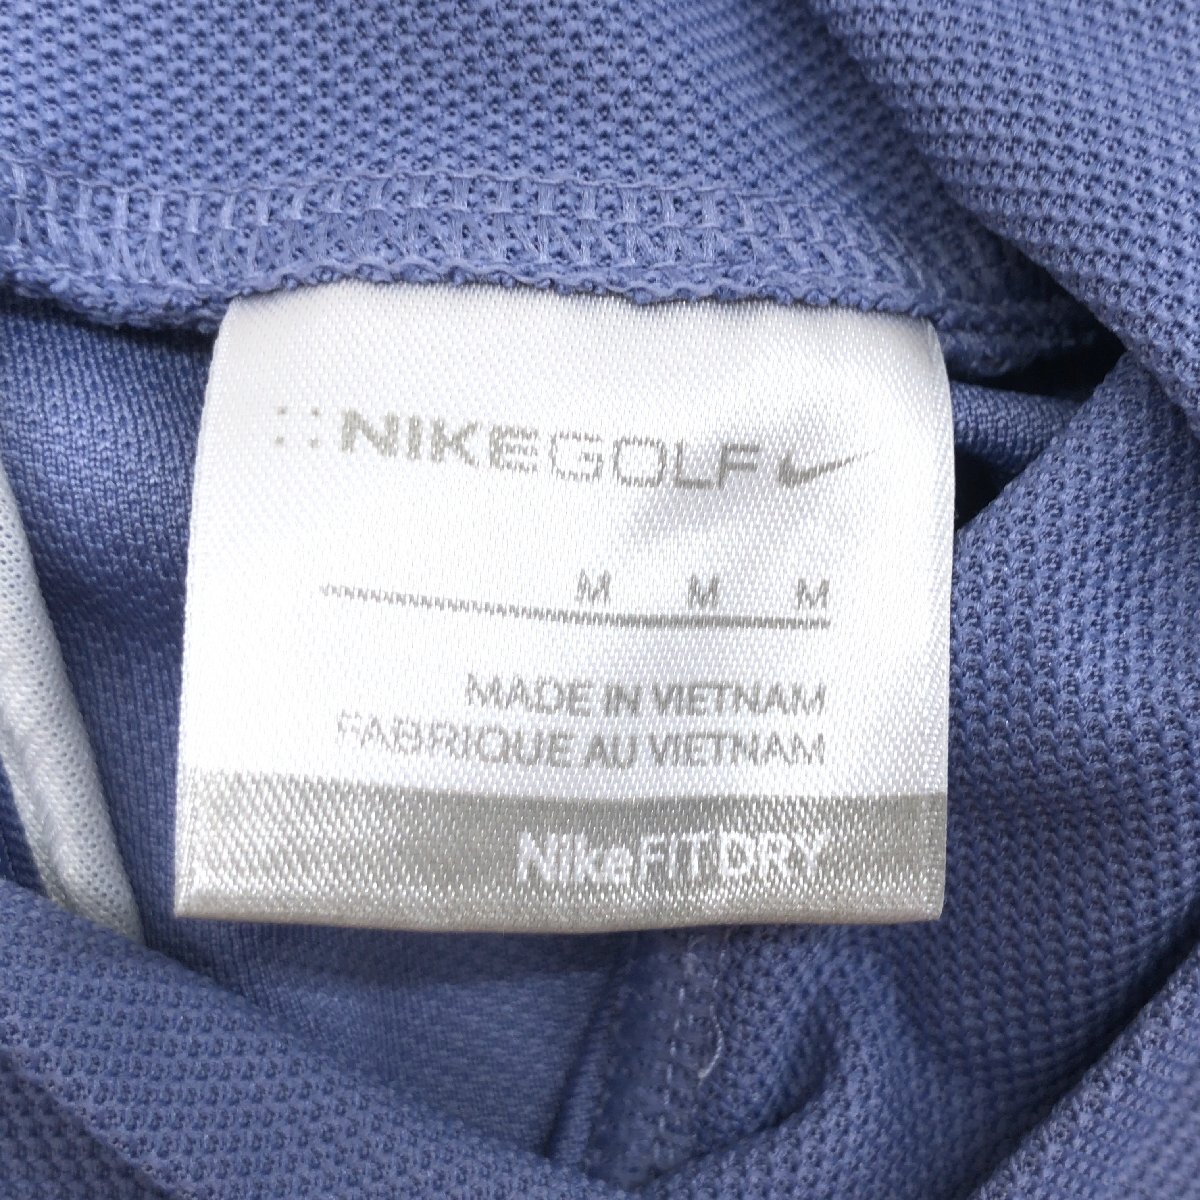 NIKEGOLF
M M M
MADE IN VIETNAM
FABRIQUE AU VIETNAM
NikeFIT DRY